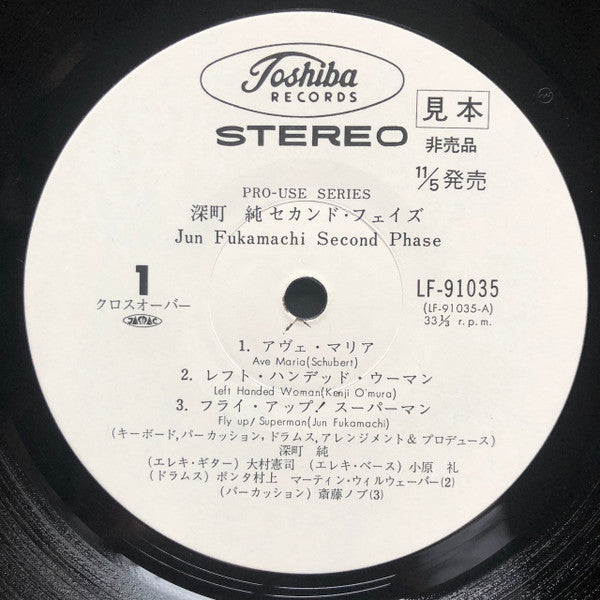 Toshiba
RECORDS
STEREO
見本
非売品
11/5発売
PRO-USE SERIES
深町 純セカンド・フェイズ
Jun Fukamachi Second Phase
1
クロスオーバー
JASRAC
LF-91035
(LF-91035-A)
33⅓ r.p.m.
1. アヴェ・マリア
Ave Maria(Schubert)
2. レフト・ハンデッド・ウーマン
Left Handed Woman(Kenji O'mura)
3. フライ・アップ!スーパーマン
Fly up! Superman(Jun Fukamachi)
(キーボード,パーカッション,ドラムス,アレンジメント& プロデュース)
深町 純
(エレキ・ギター) 大村憲司 (エレキ・ベース) 小原 礼
(ドラムス) ポンタ村上 マーティン・ウィルウェーバー(2)
(パーカッション) 斎藤ノブ(3)